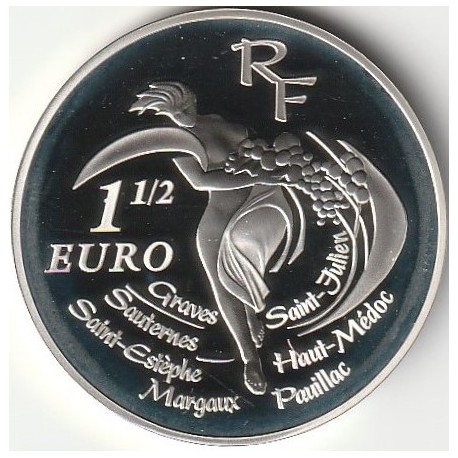 RF
1 1/2
EURO
Graves
Sauternes
Saint-Estèphe
Margaux
Saint-Julien
Haut-Médoc
Pauillac